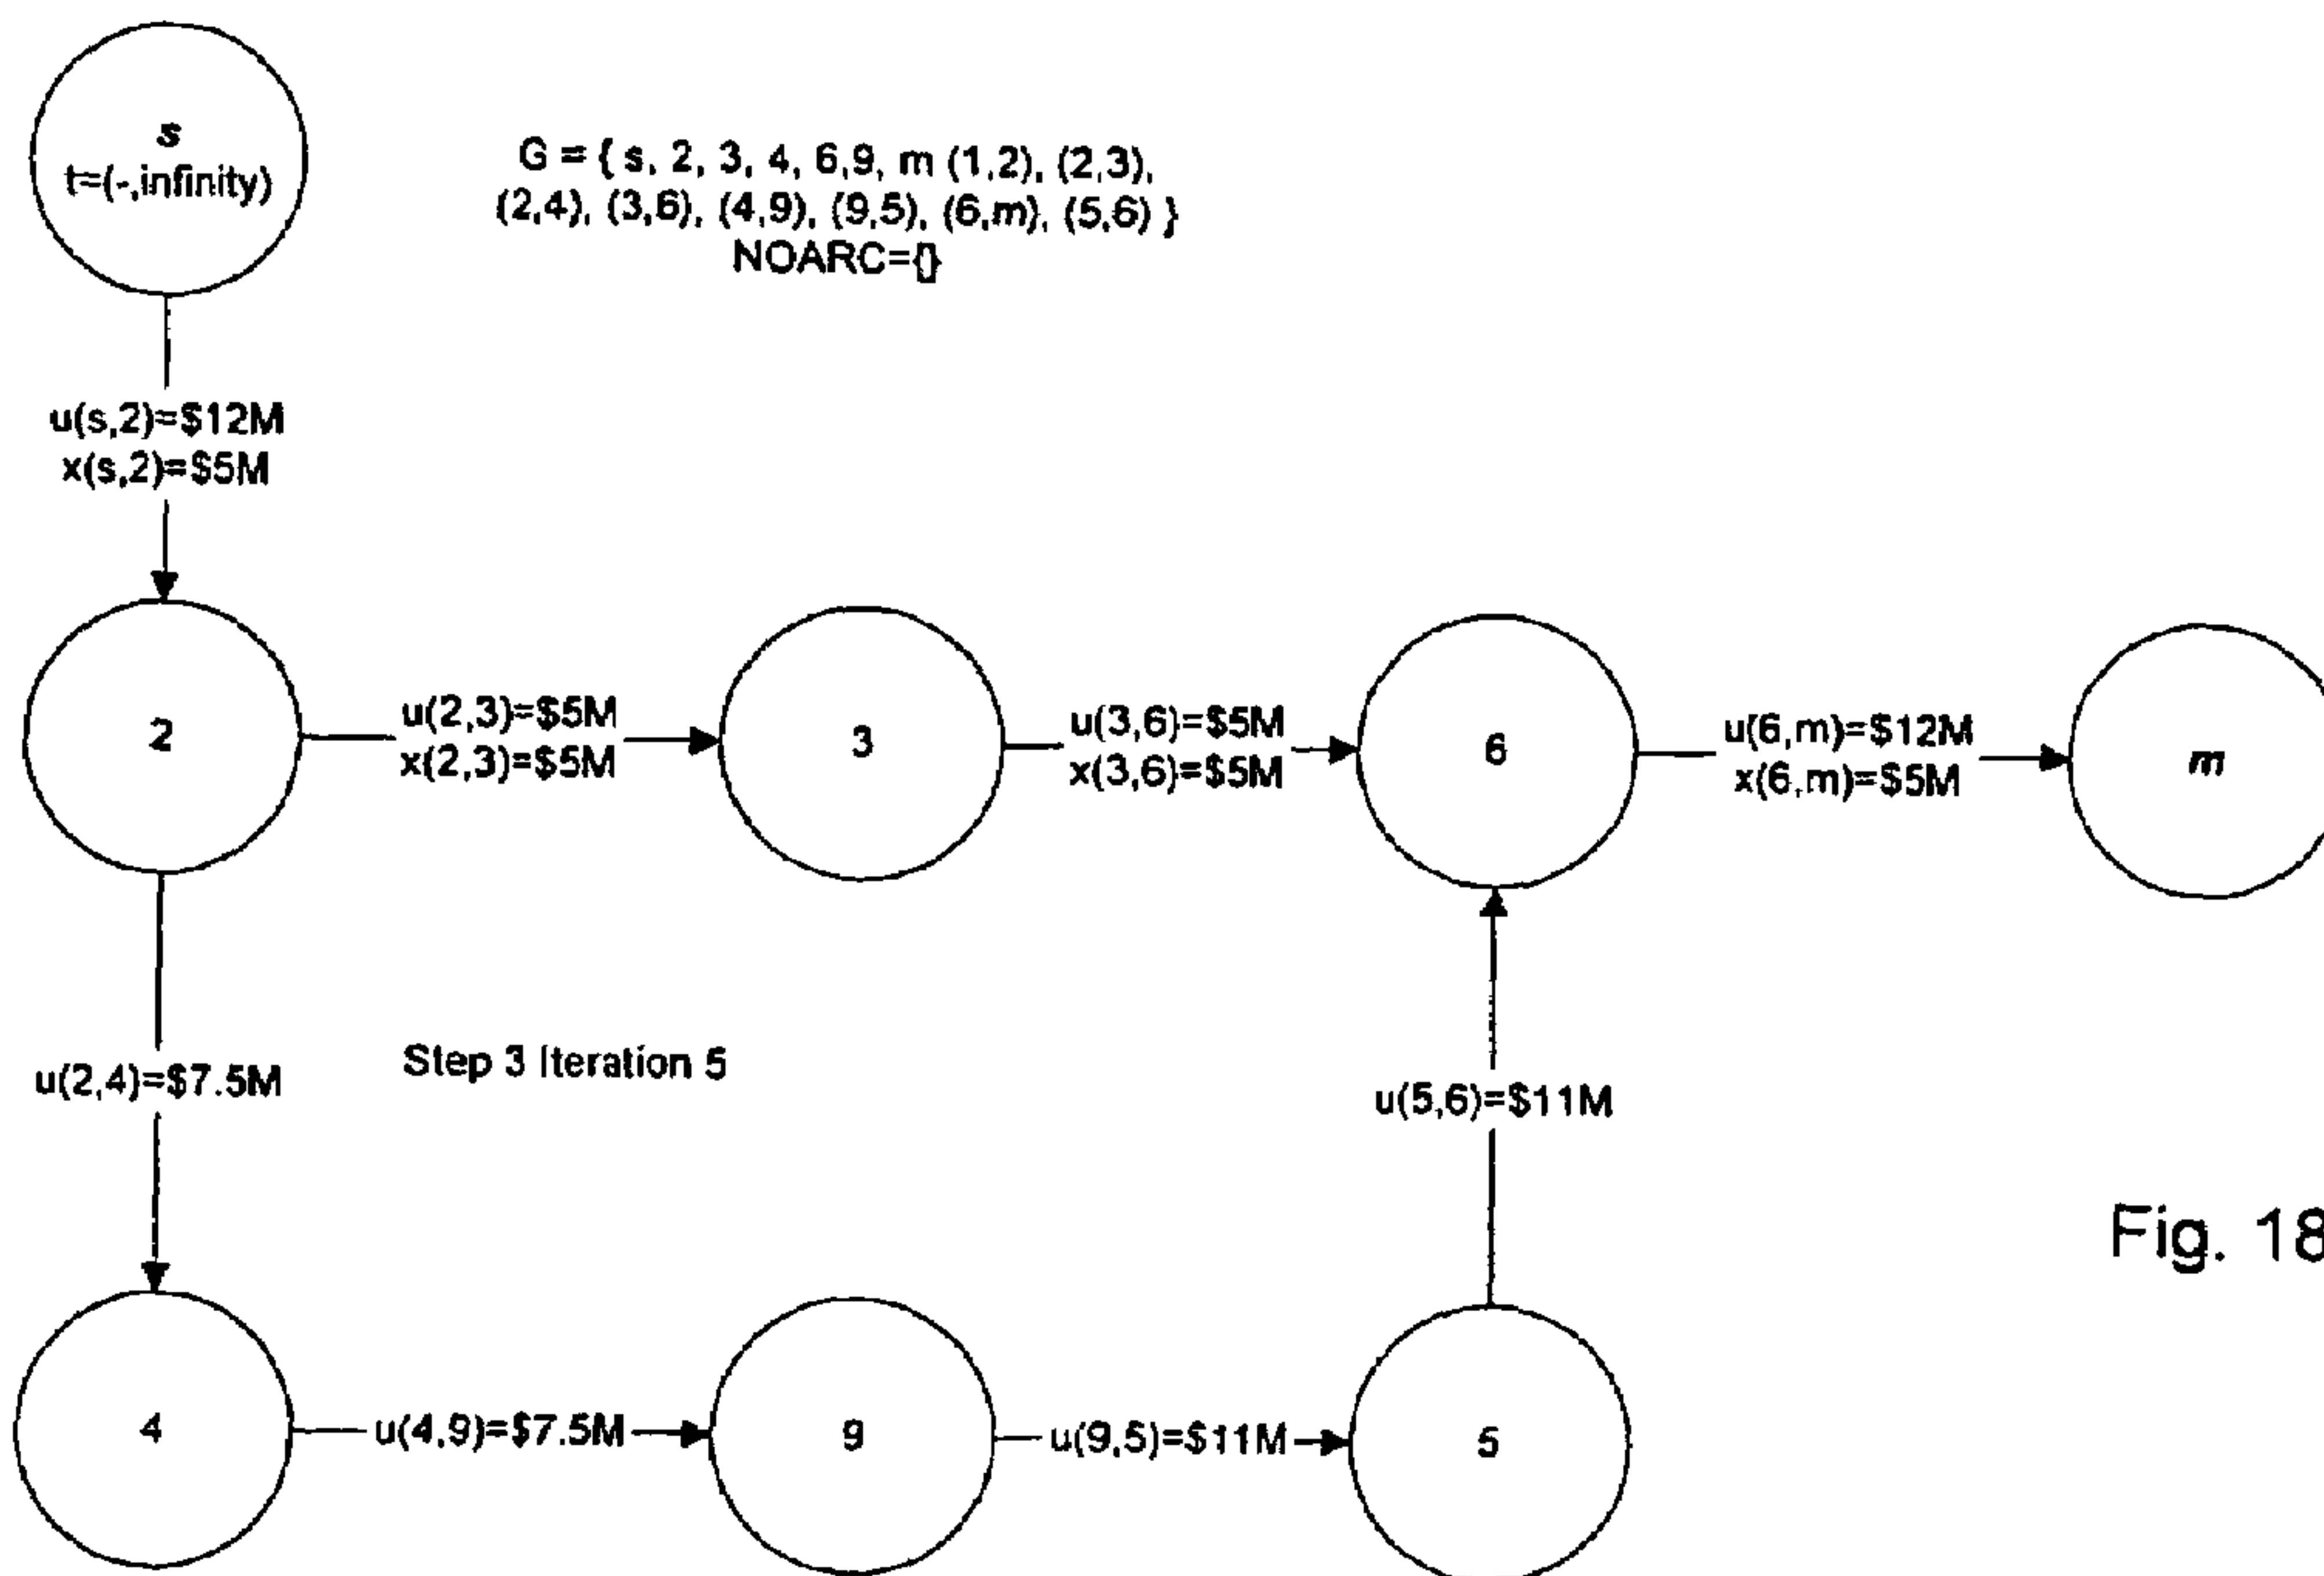 s
t=(-,infinity)
G = { s, 2, 3, 4, 6,9, m (1,2), (2,3),
(2,4), (3,6), (4,9), (9,5), (6,m), (5,6) }
NOARC={}
u(s,2)=$12M
x(s,2)=$5M
2
u(2,3)=$5M
x(2,3)=$5M
3
u(3,6)=$5M
x(3,6)=$5M
6
u(6,m)=$12M
x(6,m)=$5M
m
u(2,4)=$7.5M
Step 3 Iteration 5
u(5,6)=$11M
Fig. 18
4
u(4,9)=$7.5M
9
u(9,5)=$11M
5